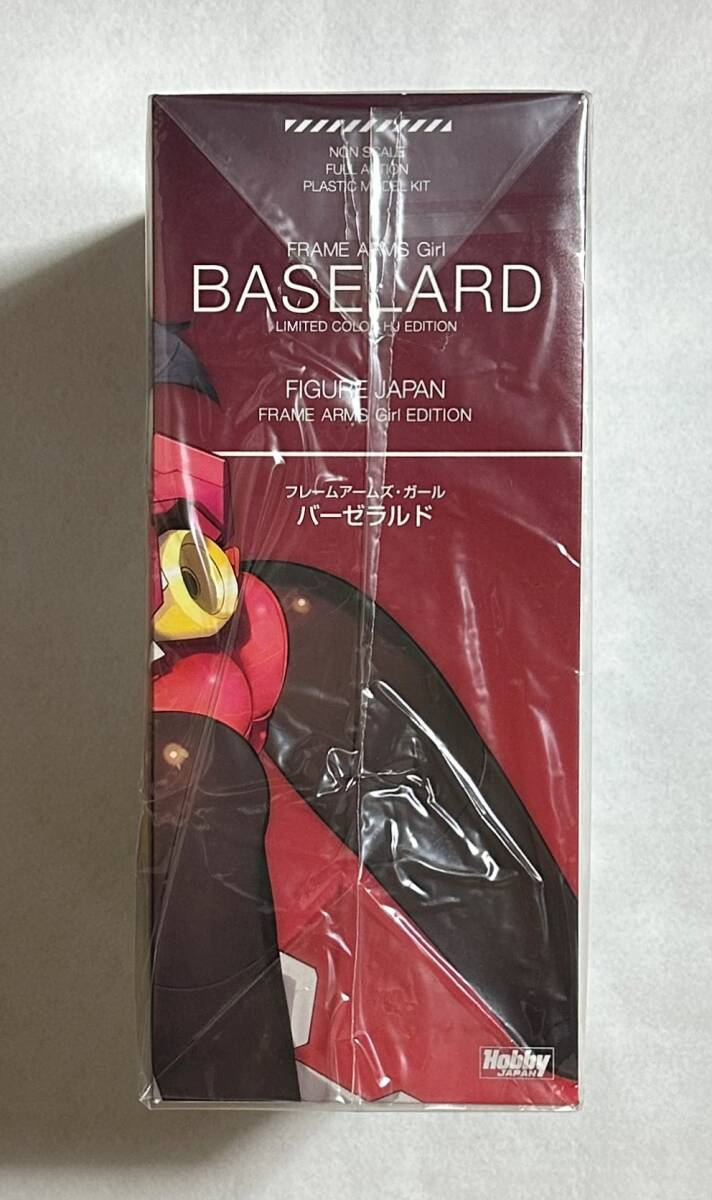 NON SCALE
FULL ACTION
PLASTIC MODEL KIT
FRAME ARMS Girl
BASELARD
LIMITED COLOR HJ EDITION
FIGURE JAPAN
FRAME ARMS Girl EDITION
フレームアームズ・ガール
バーゼラルド
Hobby
JAPAN